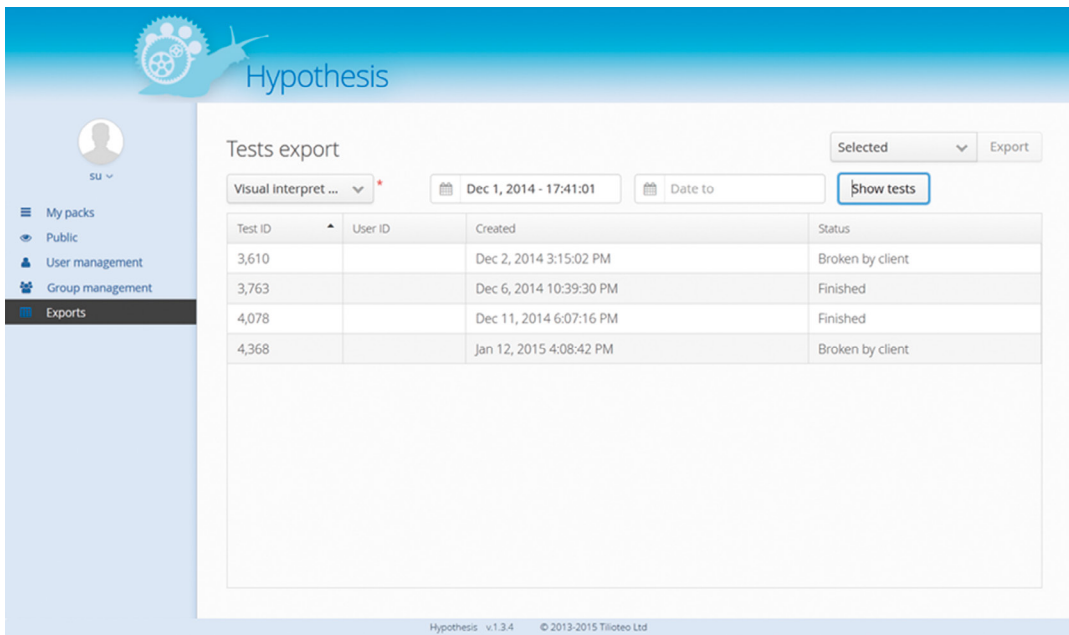 Hypothesis
su
My packs
Public
User management
Group management
Exports
Tests export
Selected
Export
Visual interpret ... *
Dec 1, 2014 - 17:41:01
Date to
Show tests
Test ID User ID Created Status
3,610 Dec 2, 2014 3:15:02 PM Broken by client
3,763 Dec 6, 2014 10:39:30 PM Finished
4,078 Dec 11, 2014 6:07:16 PM Finished
4,368 Jan 12, 2015 4:08:42 PM Broken by client
Hypothesis v.1.3.4 © 2013-2015 Tilioteo Ltd